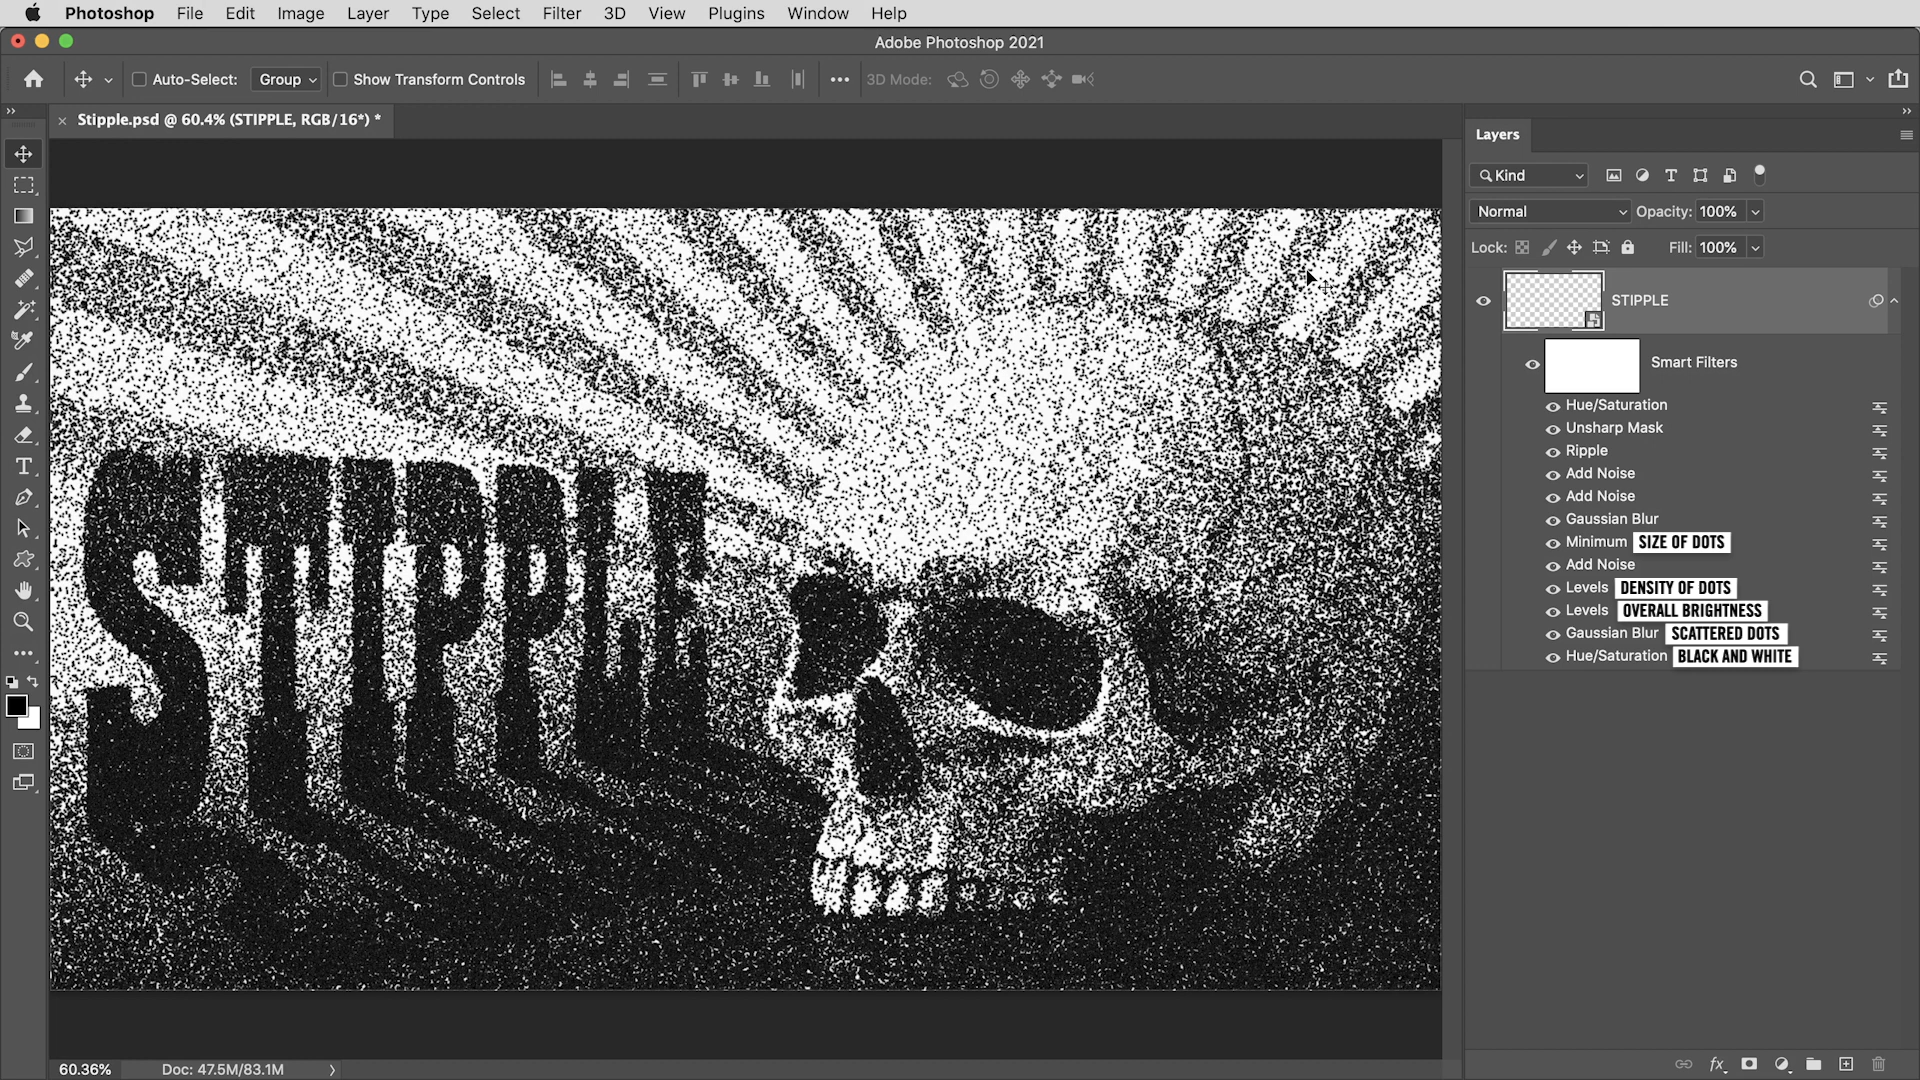 Photoshop File Edit Image Layer Type Select Filter 3D View Plugins Window Help
Adobe Photoshop 2021
Auto-Select: Group Show Transform Controls 3D Mode:
Stipple.psd @ 60.4% (STIPPLE, RGB/16*) *
Layers
Kind
Normal Opacity: 100%
Lock: Fill: 100%
STIPPLE
Smart Filters
Hue/Saturation
Unsharp Mask
Ripple
Add Noise
Add Noise
Gaussian Blur
Minimum SIZE OF DOTS
Add Noise
Levels DENSITY OF DOTS
Levels OVERALL BRIGHTNESS
Gaussian Blur SCATTERED DOTS
Hue/Saturation BLACK AND WHITE
STIPPLE
60.36% Doc: 47.5M/83.1M
fx